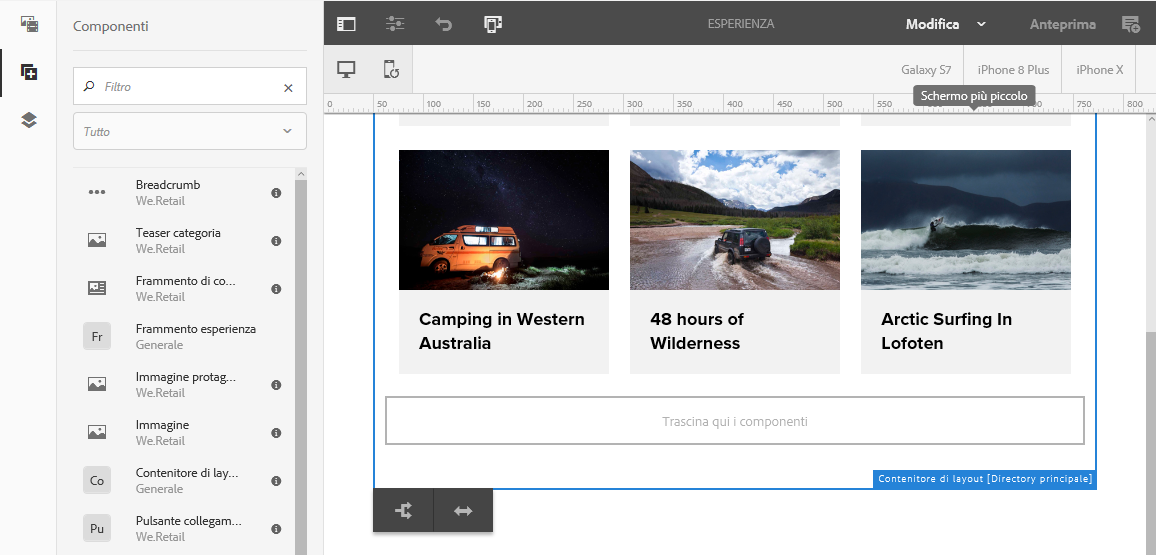 Componenti
Filtro
Tutto
Breadcrumb
We.Retail
Teaser categoria
We.Retail
Frammento di co...
We.Retail
Fr
Frammento esperienza
Generale
Immagine protag...
We.Retail
Immagine
We.Retail
Co
Contenitore di lay...
Generale
Pu
Pulsante collegam...
We.Retail
ESPERIENZA
Modifica
Anteprima
Galaxy S7
iPhone 8 Plus
iPhone X
Schermo più piccolo
0 50 100 150 200 250 300 350 400 450 500 550 600 650 700 750 800
Camping in Western
Australia
48 hours of
Wilderness
Arctic Surfing In
Lofoten
Trascina qui i componenti
Contenitore di layout [Directory principale]